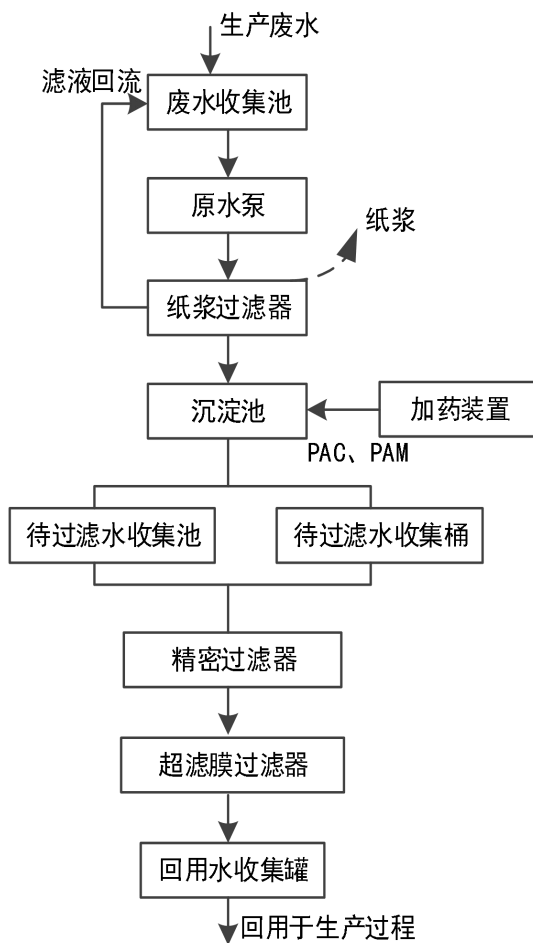 生产废水
滤液回流
废水收集池
原水泵
纸浆
纸浆过滤器
沉淀池
加药装置
PAC、PAM
待过滤水收集池
待过滤水收集桶
精密过滤器
超滤膜过滤器
回用水收集罐
回用于生产过程